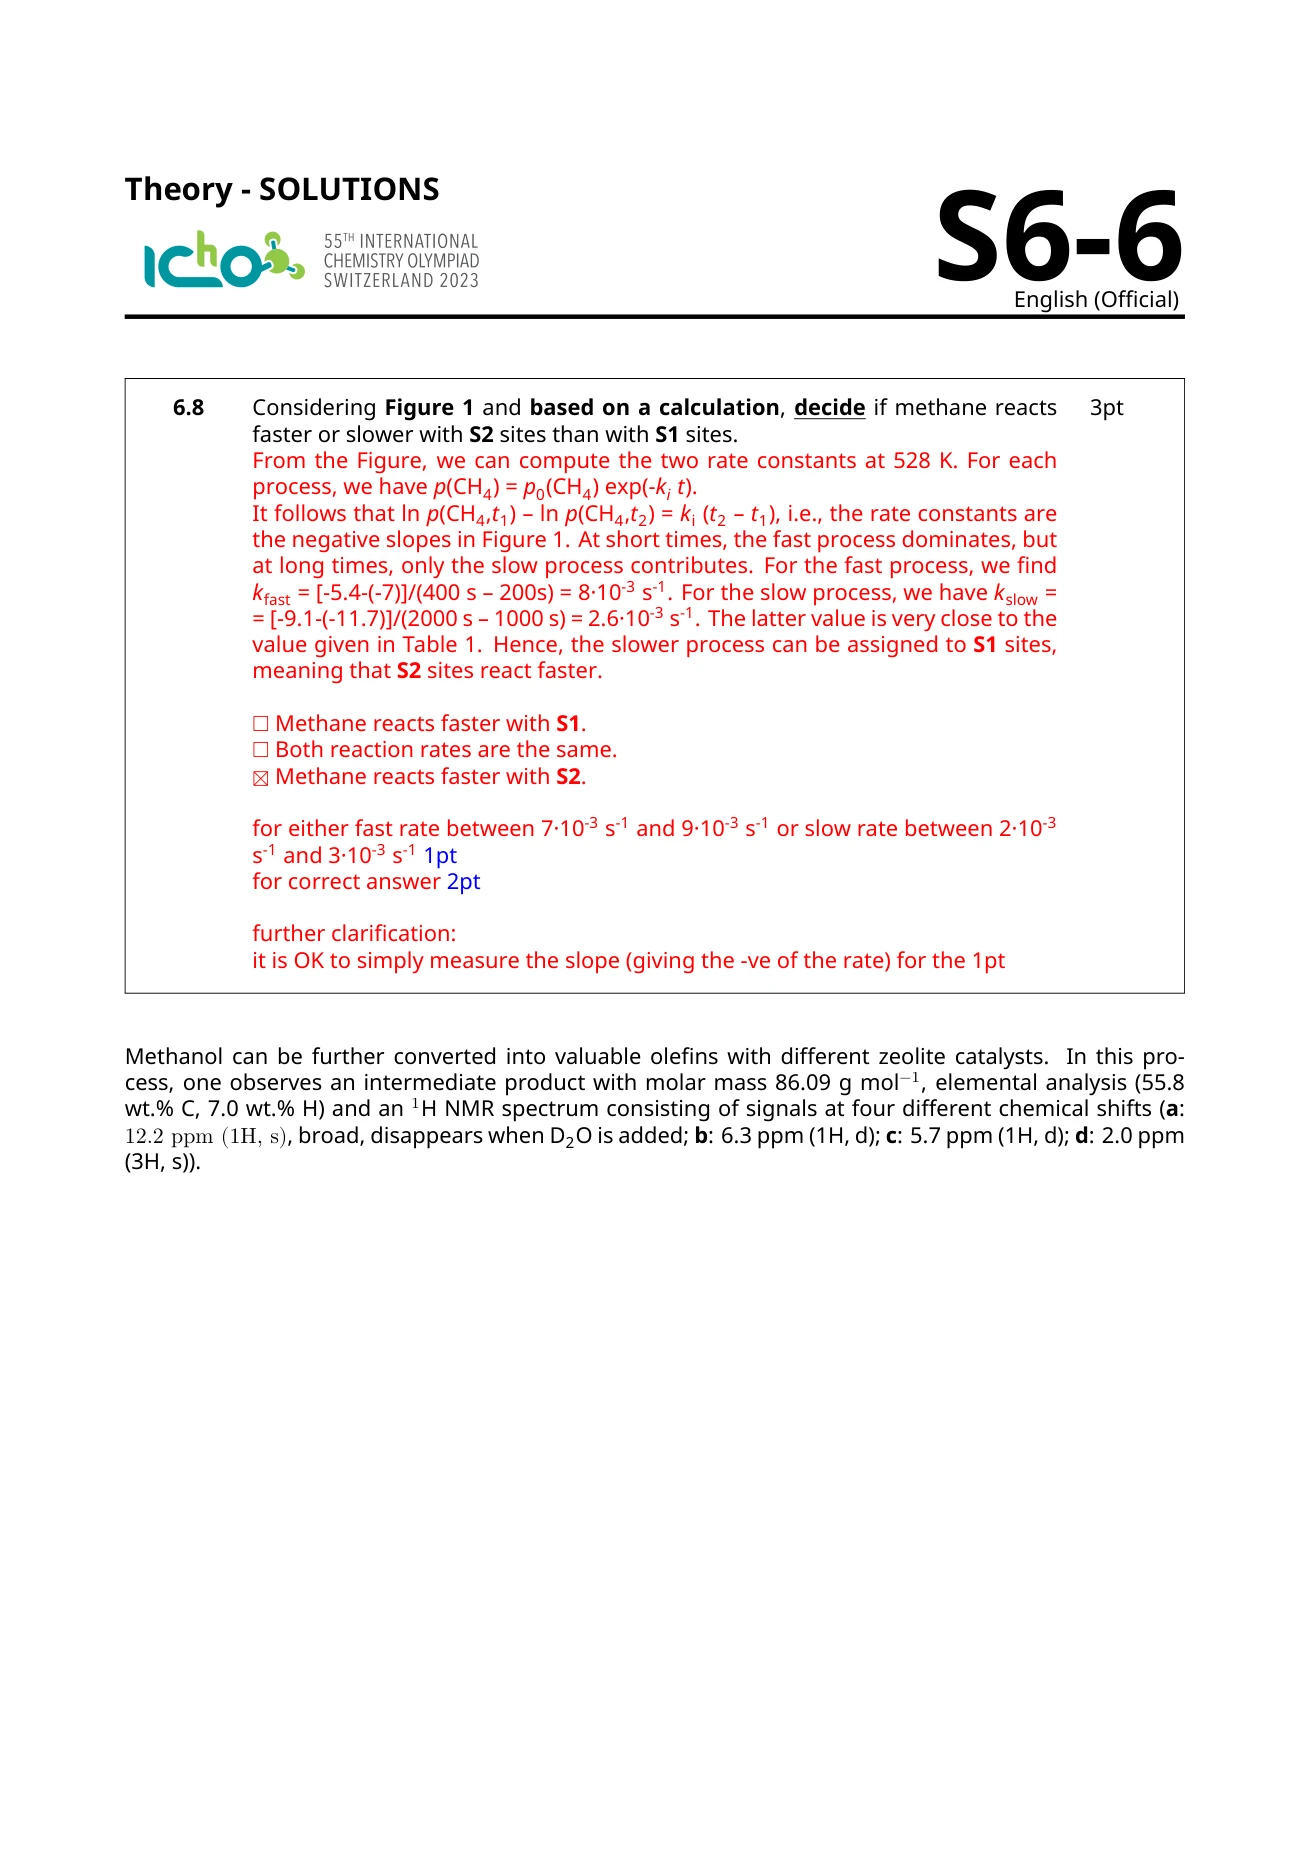 Theory - SOLUTIONS
IChO
55TH INTERNATIONAL
CHEMISTRY OLYMPIAD
SWITZERLAND 2023
S6-6
English (Official)
6.8 Considering Figure 1 and based on a calculation, decide if methane reacts 3pt
faster or slower with S2 sites than with S1 sites.
From the Figure, we can compute the two rate constants at 528 K. For each
process, we have p(CH₄) = p₀(CH₄) exp(-kᵢ t).
It follows that ln p(CH₄,t₁) – ln p(CH₄,t₂) = kᵢ (t₂ – t₁), i.e., the rate constants are
the negative slopes in Figure 1. At short times, the fast process dominates, but
at long times, only the slow process contributes. For the fast process, we find
k_fast = [-5.4-(-7)]/(400 s – 200s) = 8·10⁻³ s⁻¹. For the slow process, we have k_slow =
= [-9.1-(-11.7)]/(2000 s – 1000 s) = 2.6·10⁻³ s⁻¹. The latter value is very close to the
value given in Table 1. Hence, the slower process can be assigned to S1 sites,
meaning that S2 sites react faster.
☐ Methane reacts faster with S1.
☐ Both reaction rates are the same.
☒ Methane reacts faster with S2.
for either fast rate between 7·10⁻³ s⁻¹ and 9·10⁻³ s⁻¹ or slow rate between 2·10⁻³
s⁻¹ and 3·10⁻³ s⁻¹ 1pt
for correct answer 2pt
further clarification:
it is OK to simply measure the slope (giving the -ve of the rate) for the 1pt
Methanol can be further converted into valuable olefins with different zeolite catalysts. In this pro-
cess, one observes an intermediate product with molar mass 86.09 g mol⁻¹, elemental analysis (55.8
wt.% C, 7.0 wt.% H) and an ¹H NMR spectrum consisting of signals at four different chemical shifts (a:
12.2 ppm (1H, s), broad, disappears when D₂O is added; b: 6.3 ppm (1H, d); c: 5.7 ppm (1H, d); d: 2.0 ppm
(3H, s)).